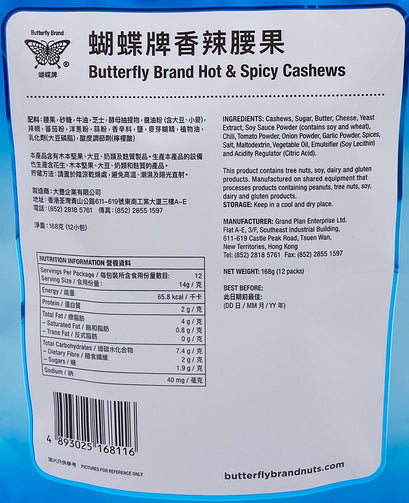 Butterfly Brand
蝴蝶牌
蝴蝶牌香辣腰果
Butterfly Brand Hot & Spicy Cashews
配料：腰果，砂糖，牛油，芝士，酵母抽提物，醬油粉（含大豆，小麥），
辣椒，蕃茄粉，洋蔥粉，蒜粉，香辛料，鹽，麥芽糊精，植物油，
乳化劑（大豆磷脂），酸度調節劑（檸檬酸）
本產品含有木本堅果、大豆、奶類及麩質製品。生產本產品的設備
也生產含花生、木本堅果、大豆、奶類及麩質的產品。
貯藏方法：請置於陰涼乾燥處，避免高溫、潮濕及陽光直射。
製造商：大豐企業有限公司
地址：香港荃灣青山公路611-619號東南工業大廈三樓A-E
電話：(852) 2818 5761 傳真：(852) 2855 1597
淨重：168克 (12小包)
INGREDIENTS: Cashews, Sugar, Butter, Cheese, Yeast
Extract, Soy Sauce Powder (contains soy and wheat),
Chili, Tomato Powder, Onion Powder, Garlic Powder, Spices,
Salt, Maltodextrin, Vegetable Oil, Emulsifier (Soy Lecithin)
and Acidity Regulator (Citric Acid).
This product contains tree nuts, soy, dairy and gluten
products. Manufactured on shared equipment that
processes products containing peanuts, tree nuts, soy,
dairy and gluten products.
STORAGE: Keep in a cool and dry place.
MANUFACTURER: Grand Plan Enterprise Ltd.
Flat A-E, 3/F, Southeast Industrial Building,
611-619 Castle Peak Road, Tsuen Wan,
New Territories, Hong Kong
Tel: (852) 2818 5761 Fax: (852) 2855 1597
NET WEIGHT: 168g (12 packs)
BEST BEFORE:
此日期前最佳:
(DD 日 / MM 月 / YY 年)
NUTRITION INFORMATION 營養資料
Servings Per Package / 每包裝所含食用份量數目: 12
Serving Size / 食用份量: 14g / 克
Energy / 能量 65.8 kcal / 千卡
Protein / 蛋白質 2 g / 克
Total Fat / 總脂肪 4 g / 克
– Saturated Fat / 飽和脂肪 0.8 g / 克
– Trans Fat / 反式脂肪 0 g / 克
Total Carbohydrates / 總碳水化合物 7.4 g / 克
– Dietary Fibre / 膳食纖維 2 g / 克
– Sugars / 糖 1.9 g / 克
Sodium / 鈉 40 mg / 毫克
4 893025 168116
圖片只供參考 PICTURES FOR REFERENCE ONLY
butterflybrandnuts.com